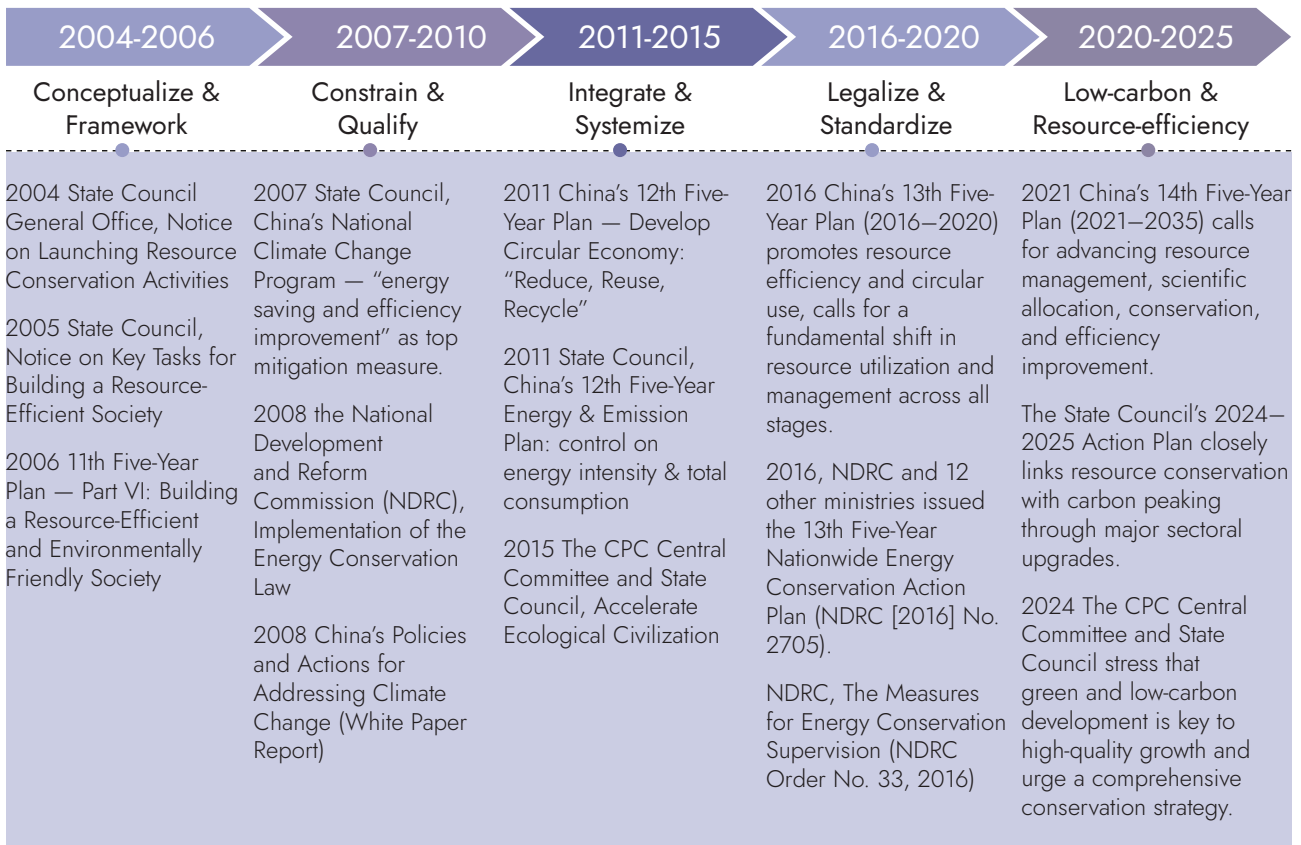 2004-2006
Conceptualize &
Framework
2004 State Council
General Office, Notice
on Launching Resource
Conservation Activities
2005 State Council,
Notice on Key Tasks for
Building a Resource-
Efficient Society
2006 11th Five-Year
Plan — Part VI: Building
a Resource-Efficient
and Environmentally
Friendly Society
2007-2010
Constrain &
Qualify
2007 State Council,
China’s National
Climate Change
Program — “energy
saving and efficiency
improvement” as top
mitigation measure.
2008 the National
Development
and Reform
Commission (NDRC),
Implementation of the
Energy Conservation
Law
2008 China’s Policies
and Actions for
Addressing Climate
Change (White Paper
Report)
2011-2015
Integrate &
Systemize
2011 China’s 12th Five-
Year Plan — Develop
Circular Economy:
“Reduce, Reuse,
Recycle”
2011 State Council,
China’s 12th Five-Year
Energy & Emission
Plan: control on
energy intensity & total
consumption
2015 The CPC Central
Committee and State
Council, Accelerate
Ecological Civilization
2016-2020
Legalize &
Standardize
2016 China’s 13th Five-
Year Plan (2016–2020)
promotes resource
efficiency and circular
use, calls for a
fundamental shift in
resource utilization and
management across all
stages.
2016, NDRC and 12
other ministries issued
the 13th Five-Year
Nationwide Energy
Conservation Action
Plan (NDRC [2016] No.
2705).
NDRC, The Measures
for Energy Conservation
Supervision (NDRC
Order No. 33, 2016)
2020-2025
Low-carbon &
Resource-efficiency
2021 China’s 14th Five-Year
Plan (2021–2035) calls
for advancing resource
management, scientific
allocation, conservation,
and efficiency
improvement.
The State Council’s 2024–
2025 Action Plan closely
links resource conservation
with carbon peaking
through major sectoral
upgrades.
2024 The CPC Central
Committee and State
Council stress that
green and low-carbon
development is key to
high-quality growth and
urge a comprehensive
conservation strategy.